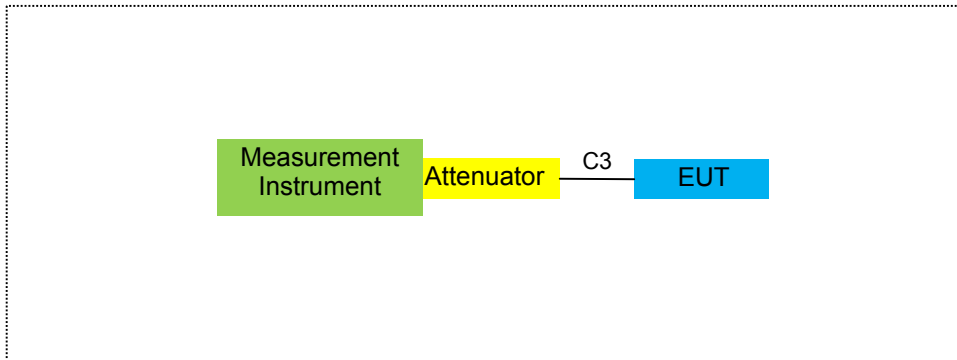 Measurement
Instrument
Attenuator
C3
EUT